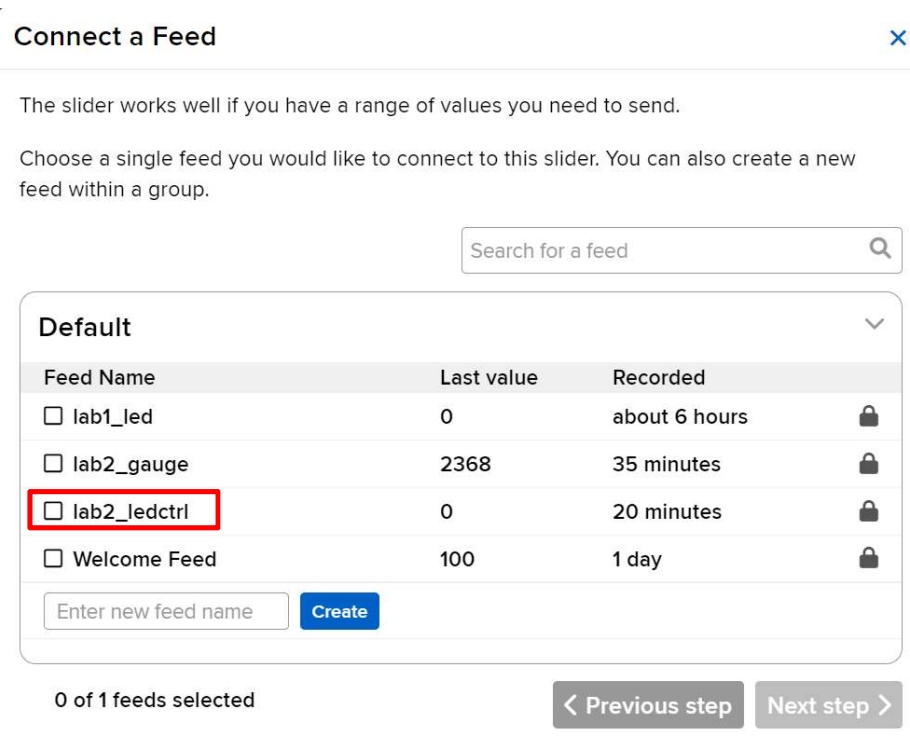 Connect a Feed
The slider works well if you have a range of values you need to send.
Choose a single feed you would like to connect to this slider. You can also create a new
feed within a group.
Search for a feed
Default
Feed Name Last value Recorded
lab1_led 0 about 6 hours
lab2_gauge 2368 35 minutes
lab2_ledctrl 0 20 minutes
Welcome Feed 100 1 day
Enter new feed name Create
0 of 1 feeds selected Previous step Next step